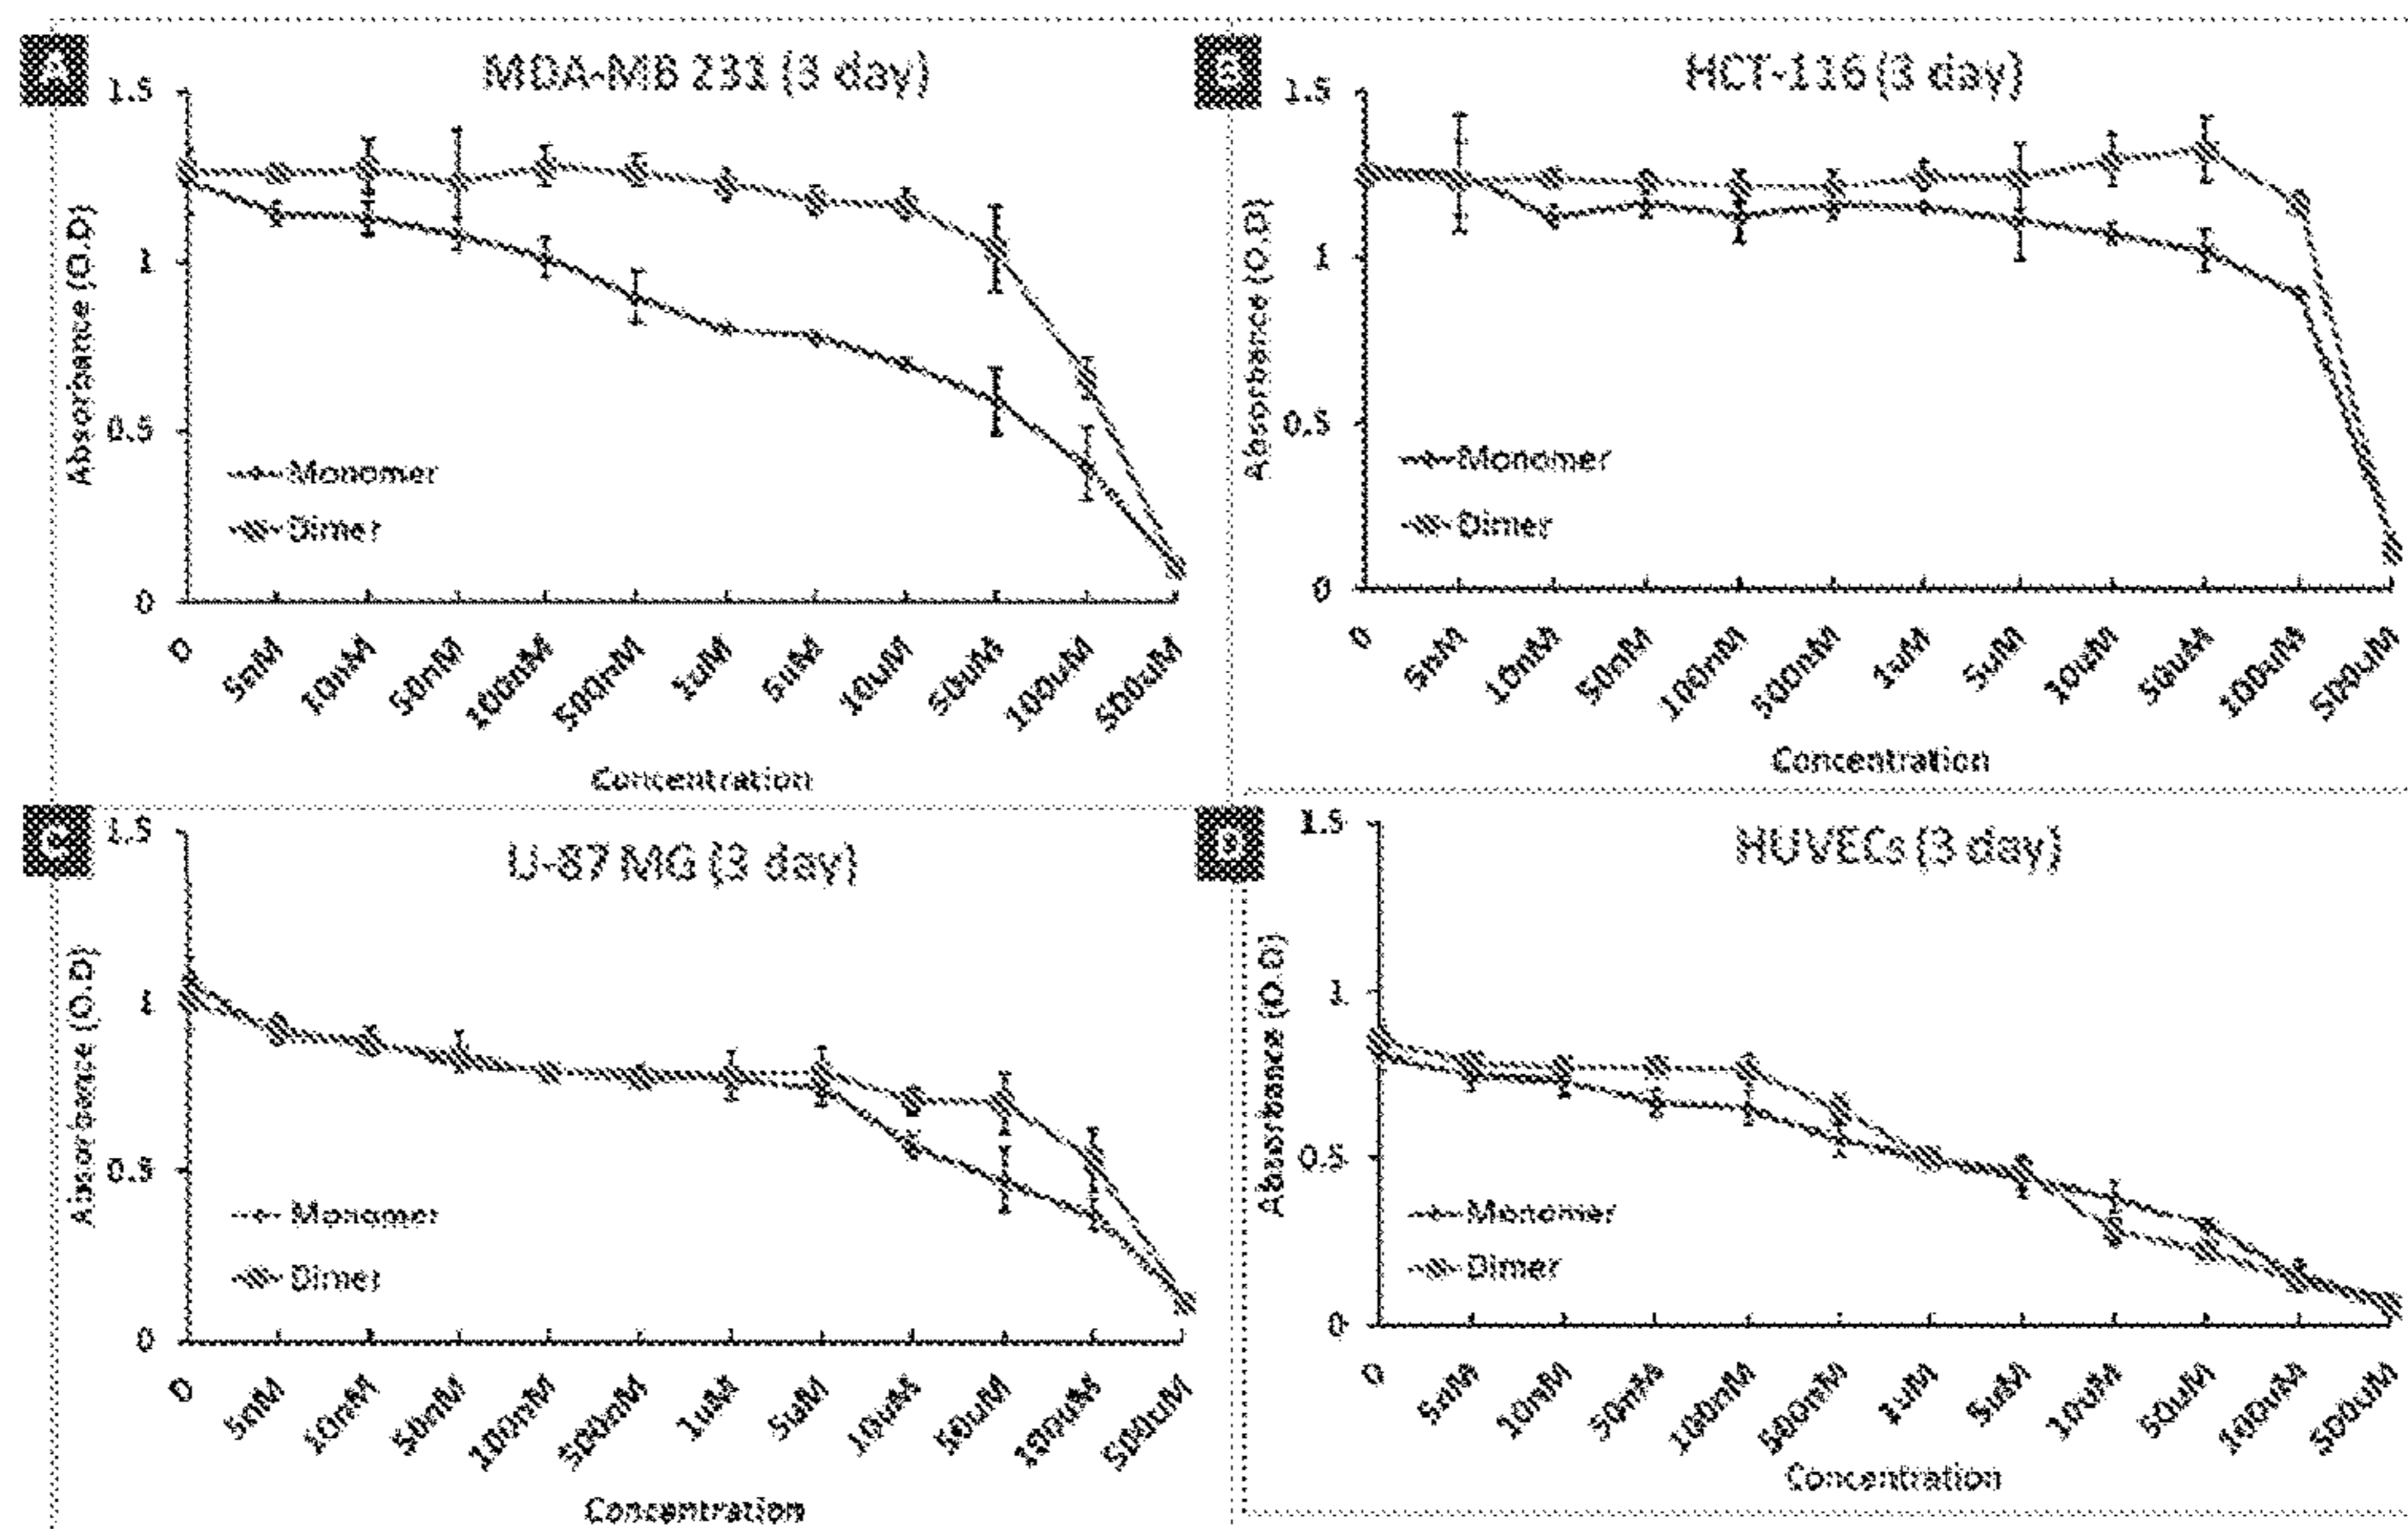 A
MDA-MB 231 (3 day)
1.5
1
0.5
0
Absorbance (O.D)
Monomer
Dimer
0
5nM
10nM
50nM
100nM
500nM
1uM
5uM
10uM
50uM
100uM
500uM
Concentration
B
HCT-116 (3 day)
1.5
1
0.5
0
Absorbance (O.D)
Monomer
Dimer
0
5nM
10nM
50nM
100nM
500nM
1uM
5uM
10uM
50uM
100uM
500uM
Concentration
C
U-87 MG (3 day)
1.5
1
0.5
0
Absorbance (O.D)
Monomer
Dimer
0
5nM
10nM
50nM
100nM
500nM
1uM
5uM
10uM
50uM
100uM
500uM
Concentration
D
HUVECs (3 day)
1.5
1
0.5
0
Absorbance (O.D)
Monomer
Dimer
0
5nM
10nM
50nM
100nM
500nM
1uM
5uM
10uM
50uM
100uM
500uM
Concentration